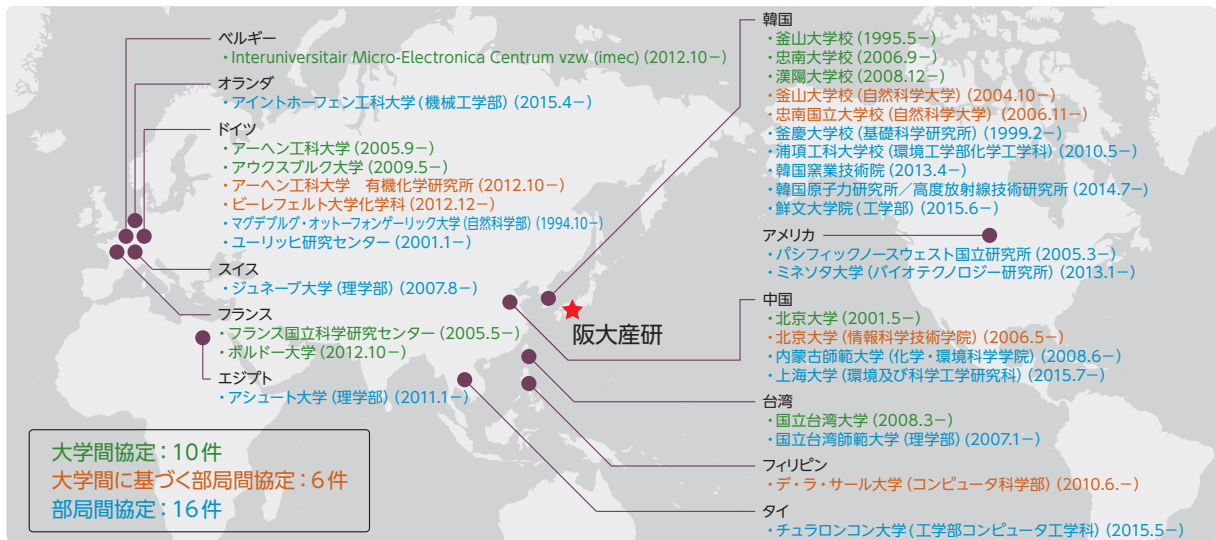 ベルギー
・Interuniversitair Micro-Electronica Centrum vzw (imec) (2012.10−)
オランダ
・アイントホーフェン工科大学(機械工学部) (2015.4−)
ドイツ
・アーヘン工科大学 (2005.9−)
・アウクスブルク大学 (2009.5−)
・アーヘン工科大学　有機化学研究所 (2012.10−)
・ビーレフェルト大学化学科 (2012.12−)
・マグデブルグ・オットーフォンゲーリック大学(自然科学部) (1994.10−)
・ユーリッヒ研究センター (2001.1−)
スイス
・ジュネーブ大学 (理学部) (2007.8−)
フランス
・フランス国立科学研究センター (2005.5−)
・ボルドー大学 (2012.10−)
エジプト
・アシュート大学 (理学部) (2011.1−)
大学間協定：10件
大学間に基づく部局間協定：6件
部局間協定：16件
阪大産研
韓国
・釜山大学校 (1995.5−)
・忠南大学校 (2006.9−)
・漢陽大学校 (2008.12−)
・釜山大学校 (自然科学大学) (2004.10−)
・忠南国立大学校 (自然科学大学) (2006.11−)
・釜慶大学校 (基礎科学研究所) (1999.2−)
・浦項工科大学校 (環境工学部化学工学科) (2010.5−)
・韓国窯業技術院 (2013.4−)
・韓国原子力研究所／高度放射線技術研究所 (2014.7−)
・鮮文大学院 (工学部) (2015.6−)
アメリカ
・パシフィックノースウェスト国立研究所 (2005.3−)
・ミネソタ大学 (バイオテクノロジー研究所) (2013.1−)
中国
・北京大学 (2001.5−)
・北京大学 (情報科学技術学院) (2006.5−)
・内蒙古師範大学 (化学・環境科学学院) (2008.6−)
・上海大学 (環境及び科学工学研究科) (2015.7−)
台湾
・国立台湾大学 (2008.3−)
・国立台湾師範大学 (理学部) (2007.1−)
フィリピン
・デ・ラ・サール大学 (コンピュータ科学部) (2010.6.−)
タイ
・チュラロンコン大学 (工学部コンピュータ工学科) (2015.5−)